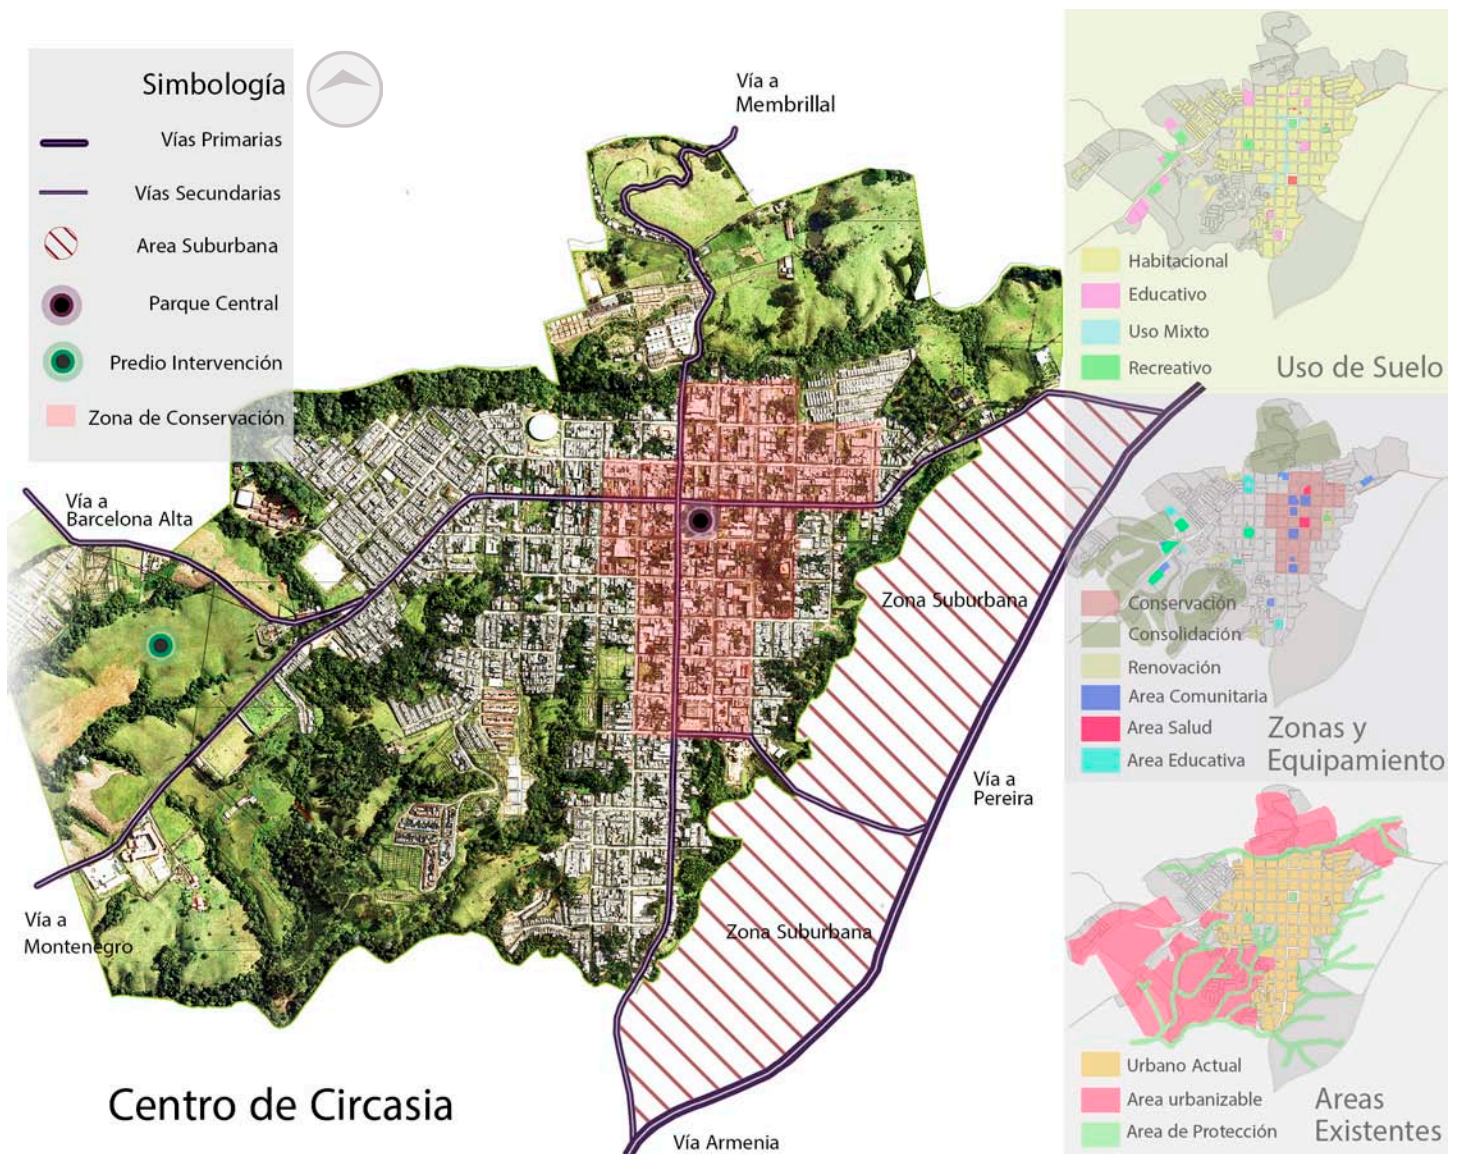 Simbología
Vías Primarias
Vías Secundarias
Area Suburbana
Parque Central
Predio Intervención
Zona de Conservación
Vía a
Membrillal
Vía a
Barcelona Alta
Zona Suburbana
Vía a
Pereira
Vía a
Montenegro
Zona Suburbana
Centro de Circasia
Vía Armenia
Habitacional
Educativo
Uso Mixto
Recreativo
Uso de Suelo
Conservación
Consolidación
Renovación
Area Comunitaria
Area Salud
Area Educativa
Zonas y
Equipamiento
Urbano Actual
Area urbanizable
Area de Protección
Areas
Existentes